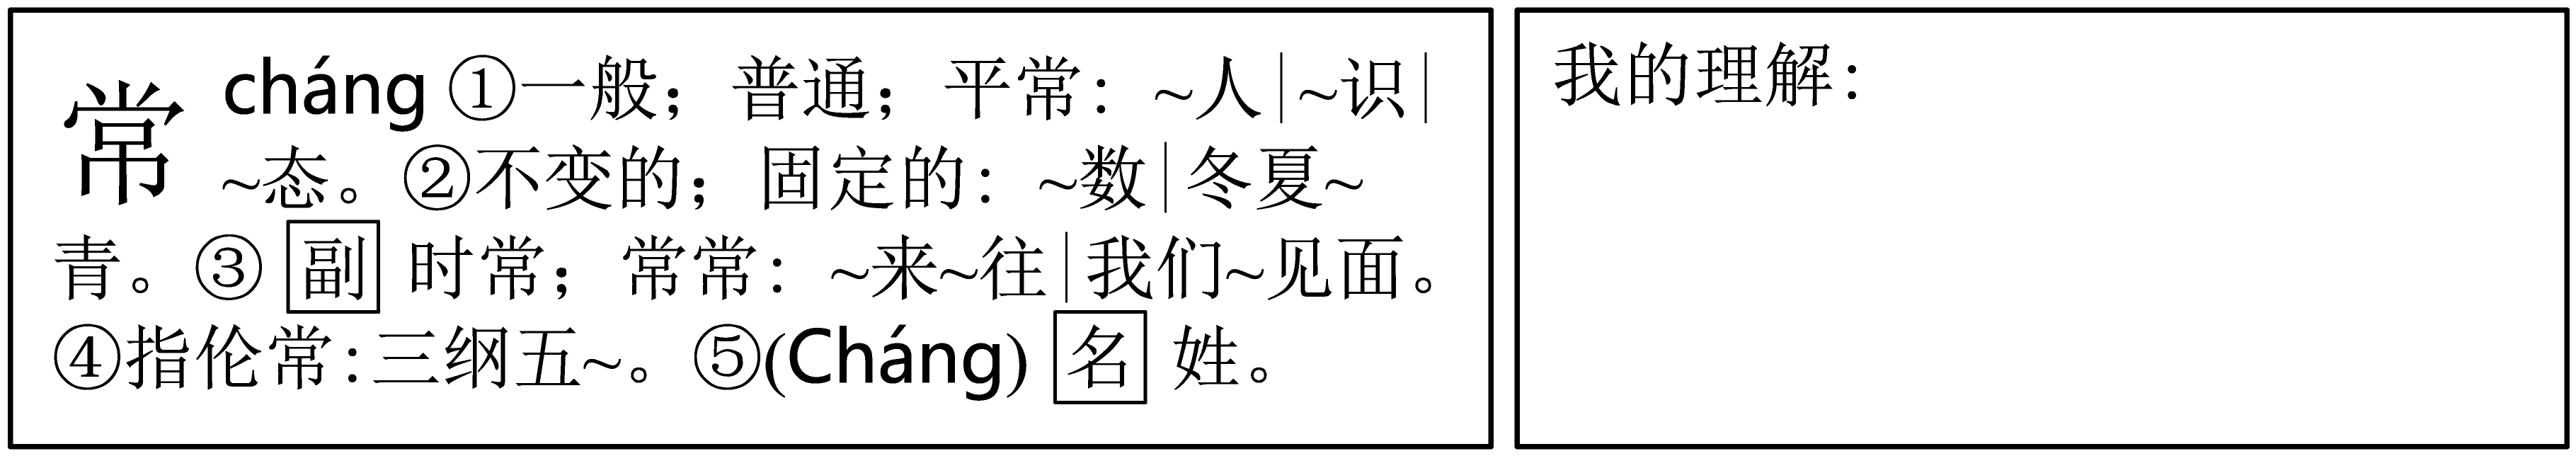 常 cháng ①一般；普通；平常：~人|~识|
~态。②不变的；固定的：~数|冬夏~
青。③ 副 时常；常常：~来~往|我们~见面。
④指伦常:三纲五~。⑤(Cháng) 名 姓。
我的理解：